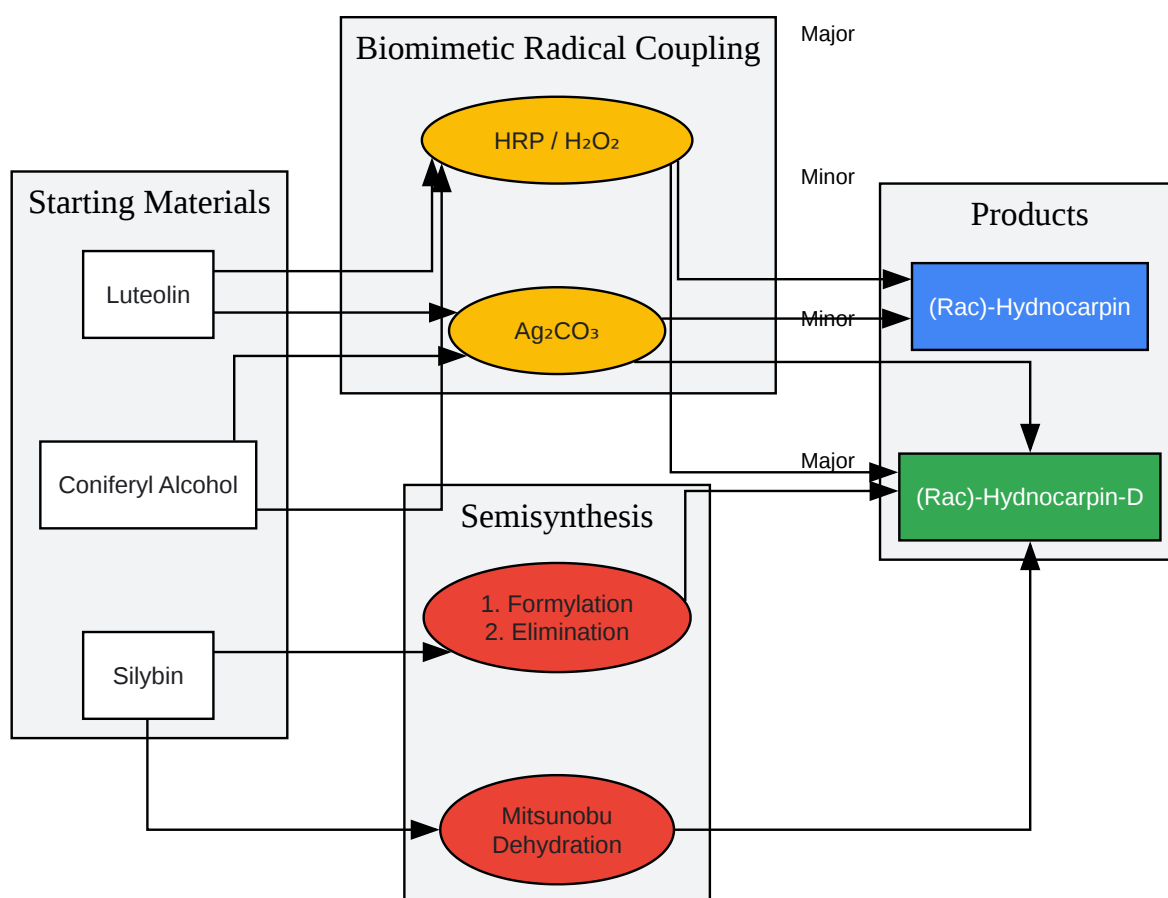 Major
Biomimetic Radical Coupling
HRP / H₂O₂
Minor
Starting Materials
Products
Luteolin
(Rac)-Hydnocarpin
Ag₂CO₃
Minor
Coniferyl Alcohol
Major
(Rac)-Hydnocarpin-D
Semisynthesis
1. Formylation
2. Elimination
Silybin
Mitsunobu
Dehydration